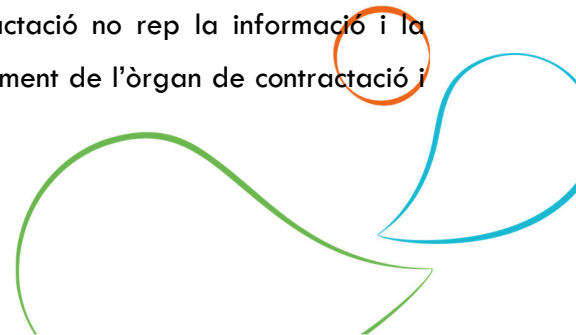 actació no rep la informació i la
ment de l'òrgan de contractació i